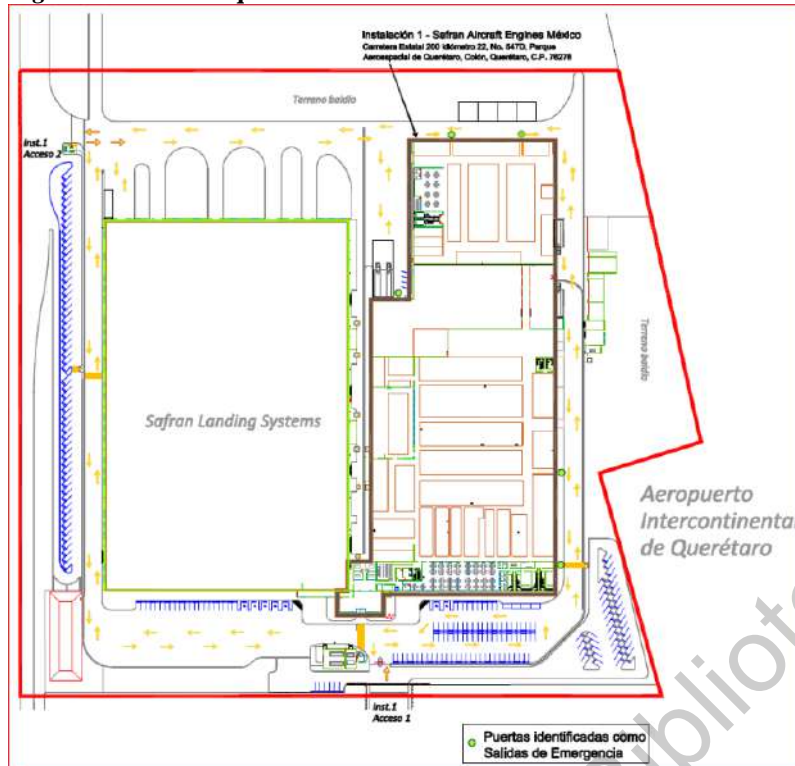 Instalación 1 - Safran Aircraft Engines México
Carretera Estatal 200 kilómetro 22, No. 547D, Parque
Aeroespacial de Querétaro, Colón, Querétaro, C.P. 76278
Terreno baldío
Inst.1
Acceso 2
Terreno baldío
Safran Landing Systems
Aeropuerto
Intercontinental
de Querétaro
Inst.1
Acceso 1
Puertas identificadas como
Salidas de Emergencia